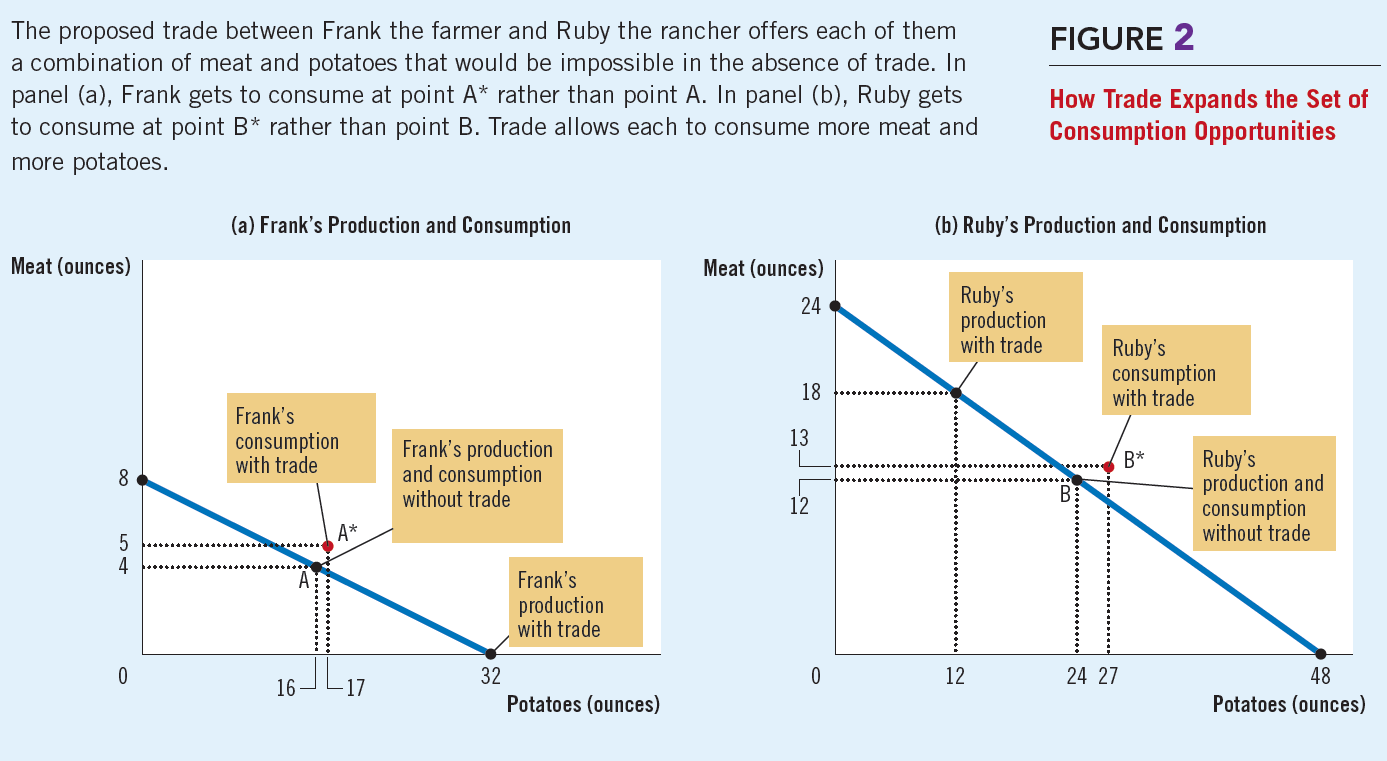 The proposed trade between Frank the farmer and Ruby the rancher offers each of them
a combination of meat and potatoes that would be impossible in the absence of trade. In
panel (a), Frank gets to consume at point A* rather than point A. In panel (b), Ruby gets
to consume at point B* rather than point B. Trade allows each to consume more meat and
more potatoes.
FIGURE 2
How Trade Expands the Set of
Consumption Opportunities
(a) Frank's Production and Consumption
Meat (ounces)
8
5
4
0
16
17
32
Potatoes (ounces)
Frank's
consumption
with trade
A*
A
Frank's production
and consumption
without trade
Frank's
production
with trade
(b) Ruby's Production and Consumption
Meat (ounces)
24
18
13
12
0
12
24
27
48
Potatoes (ounces)
Ruby's
production
with trade
Ruby's
consumption
with trade
B*
B
Ruby's
production and
consumption
without trade